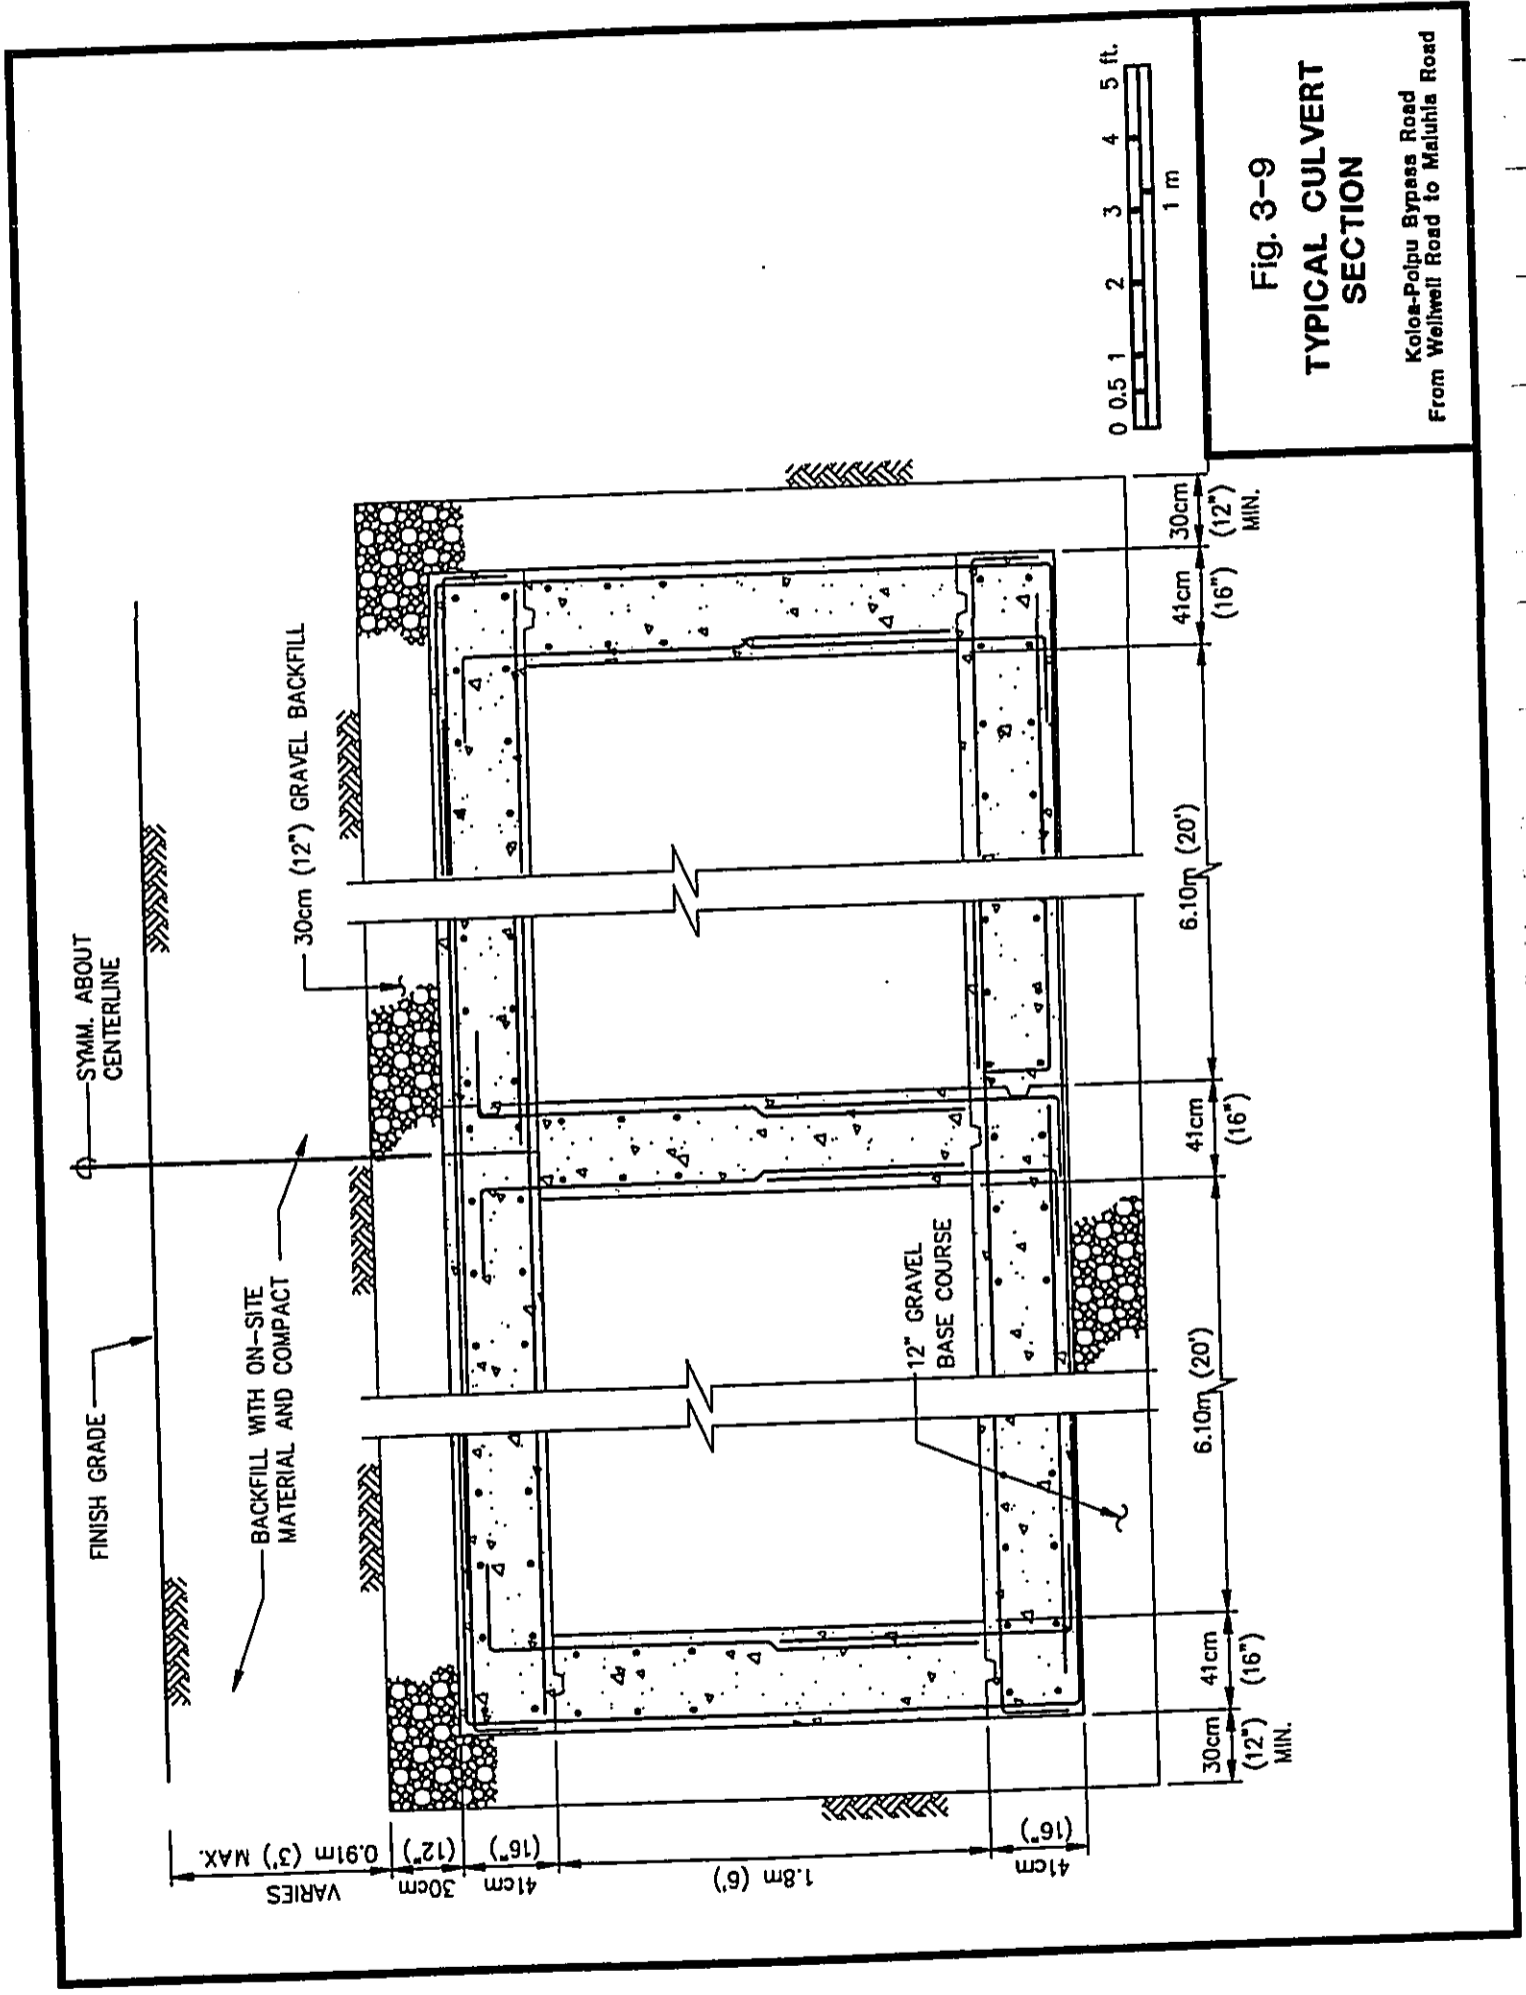 SYMM. ABOUT
CENTERLINE
FINISH GRADE
BACKFILL WITH ON-SITE
MATERIAL AND COMPACT
30cm (12") GRAVEL BACKFILL
12" GRAVEL
BASE COURSE
VARIES
0.91m (3') MAX.
30cm
(12")
41cm
(16")
1.8m (6')
41cm
(16")
30cm
(12")
MIN.
41cm
(16")
6.10m (20')
41cm
(16")
6.10m (20')
41cm
(16")
30cm
(12")
MIN.
0 0.5 1 2 3 4 5 ft.
1 m
Fig. 3-9
TYPICAL CULVERT
SECTION
Koloa-Poipu Bypass Road
From Weliweli Road to Maluhia Road